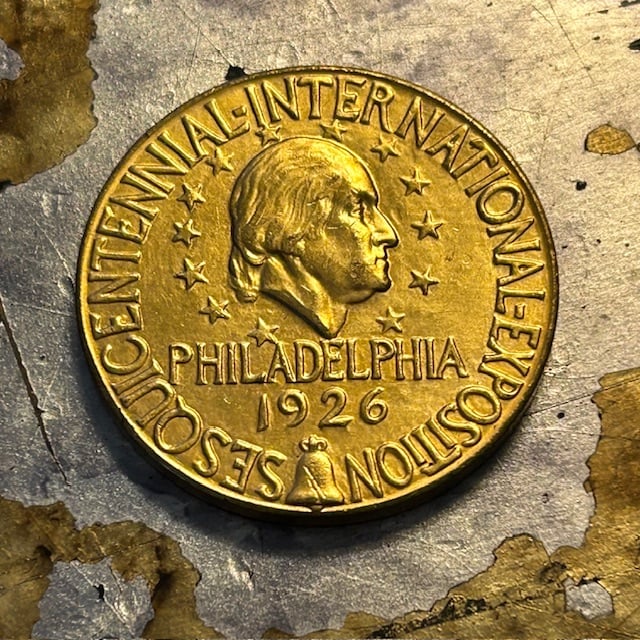 SESQUICENTENNIAL·INTERNATIONAL·EXPOSITION
PHILADELPHIA
1926